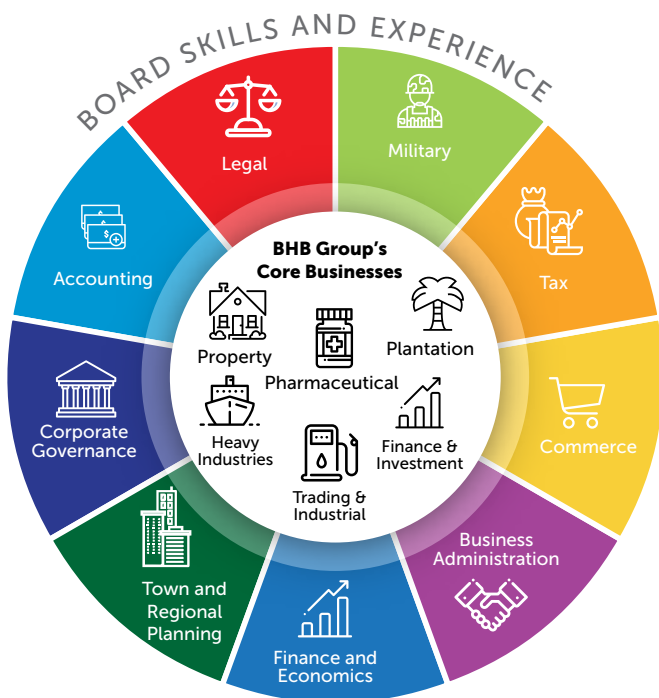 BOARD SKILLS AND EXPERIENCE
Legal
Military
Tax
Commerce
Business
Administration
Finance and
Economics
Town and
Regional
Planning
Corporate
Governance
Accounting
BHB Group's
Core Businesses
Property
Pharmaceutical
Plantation
Heavy
Industries
Trading &
Industrial
Finance &
Investment